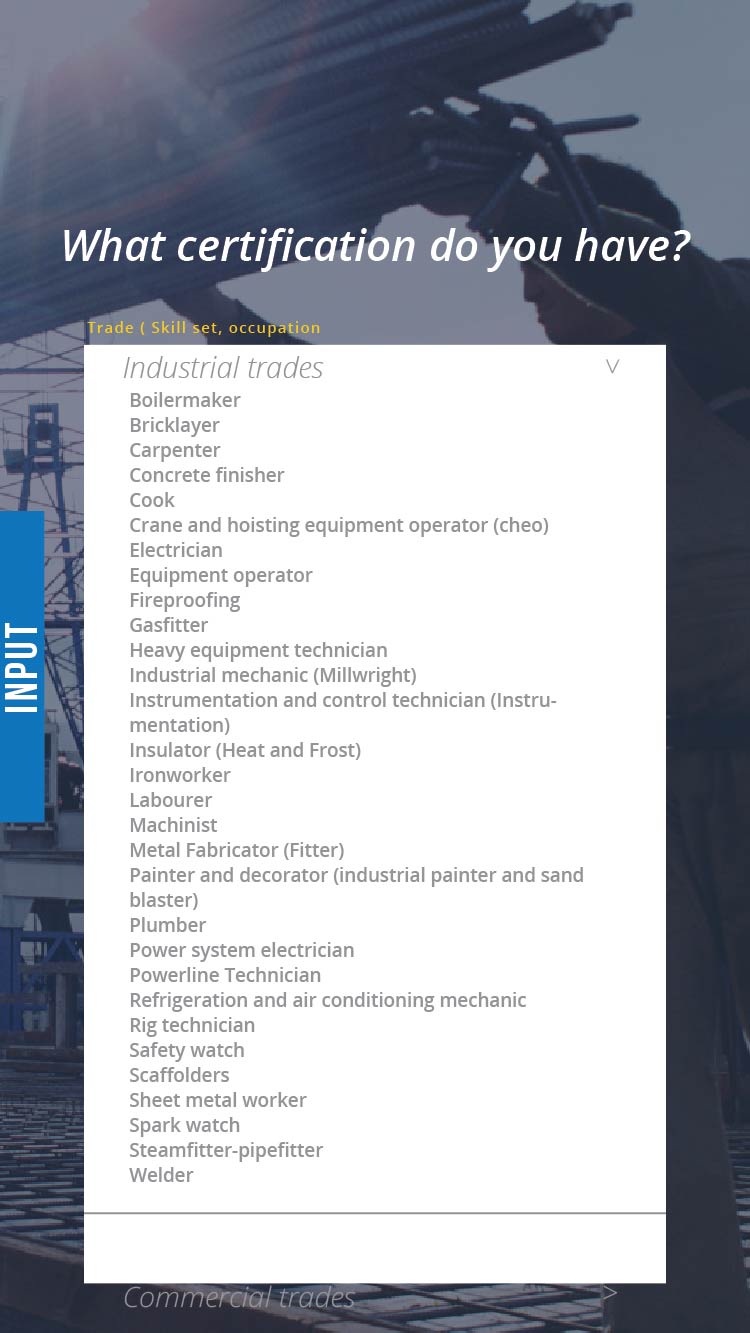 What certification do you have?
Trade ( Skill set, occupation
Industrial trades
Boilermaker
Bricklayer
Carpenter
Concrete finisher
Cook
Crane and hoisting equipment operator (cheo)
Electrician
Equipment operator
Fireproofing
Gasfitter
Heavy equipment technician
Industrial mechanic (Millwright)
Instrumentation and control technician (Instru-
mentation)
Insulator (Heat and Frost)
Ironworker
Labourer
Machinist
Metal Fabricator (Fitter)
Painter and decorator (industrial painter and sand
blaster)
Plumber
Power system electrician
Powerline Technician
Refrigeration and air conditioning mechanic
Rig technician
Safety watch
Scaffolders
Sheet metal worker
Spark watch
Steamfitter-pipefitter
Welder
Commercial trades
INPUT